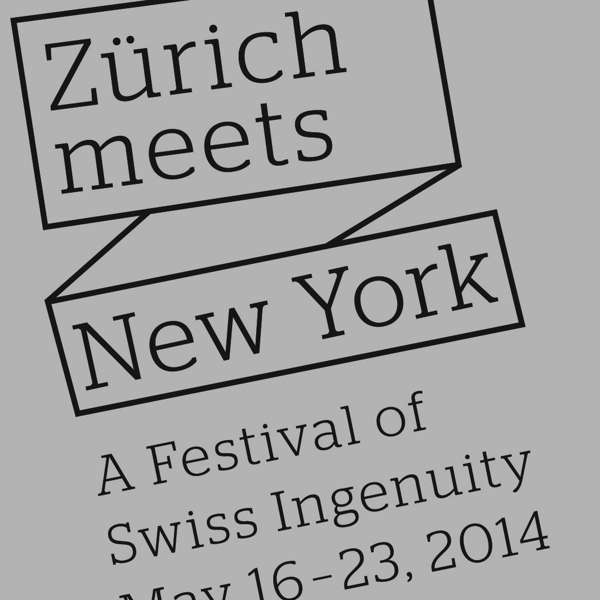 Zürich
meets
New York
A Festival of
Swiss Ingenuity
May 16–23, 2014